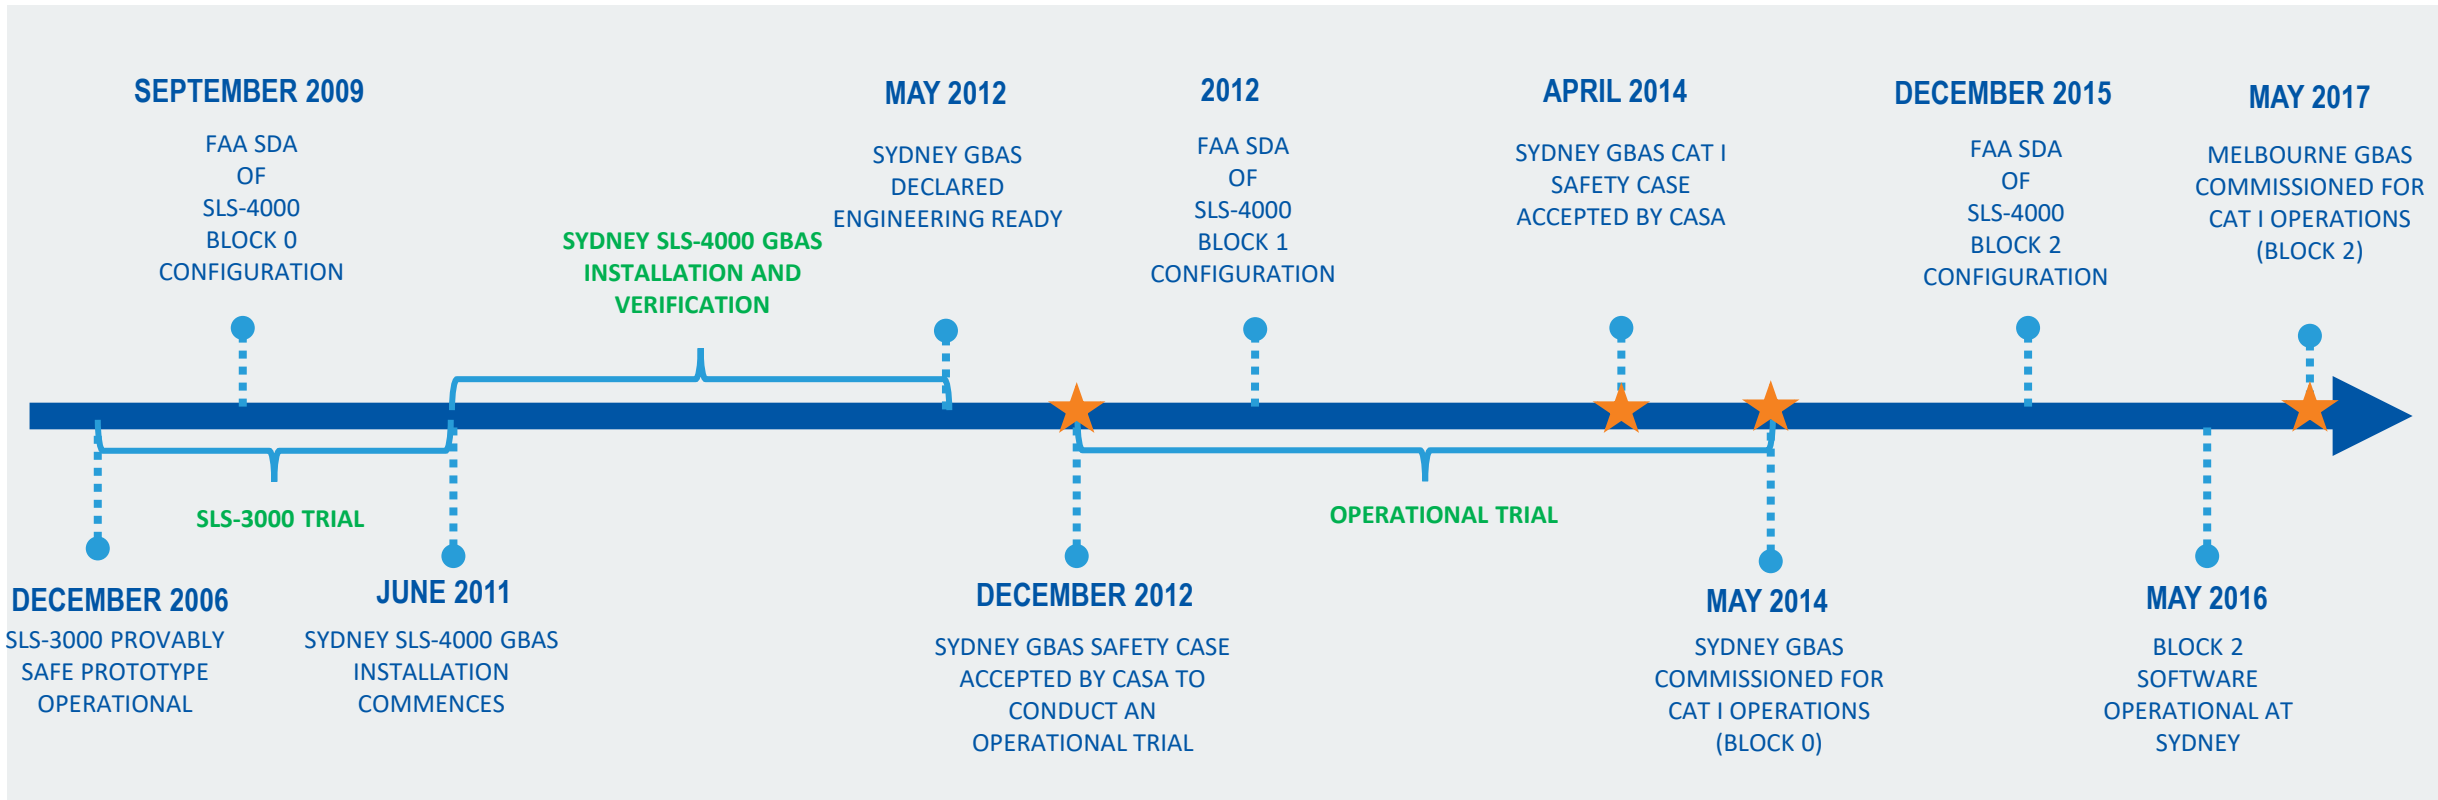 SEPTEMBER 2009
FAA SDA
OF
SLS-4000
BLOCK 0
CONFIGURATION
SYDNEY SLS-4000 GBAS
INSTALLATION AND
VERIFICATION
MAY 2012
SYDNEY GBAS
DECLARED
ENGINEERING READY
2012
FAA SDA
OF
SLS-4000
BLOCK 1
CONFIGURATION
APRIL 2014
SYDNEY GBAS CAT I
SAFETY CASE
ACCEPTED BY CASA
DECEMBER 2015
FAA SDA
OF
SLS-4000
BLOCK 2
CONFIGURATION
MAY 2017
MELBOURNE GBAS
COMMISSIONED FOR
CAT I OPERATIONS
(BLOCK 2)
SLS-3000 TRIAL
OPERATIONAL TRIAL
DECEMBER 2006
SLS-3000 PROVABLY
SAFE PROTOTYPE
OPERATIONAL
JUNE 2011
SYDNEY SLS-4000 GBAS
INSTALLATION
COMMENCES
DECEMBER 2012
SYDNEY GBAS SAFETY CASE
ACCEPTED BY CASA TO
CONDUCT AN
OPERATIONAL TRIAL
MAY 2014
SYDNEY GBAS
COMMISSIONED FOR
CAT I OPERATIONS
(BLOCK 0)
MAY 2016
BLOCK 2
SOFTWARE
OPERATIONAL AT
SYDNEY